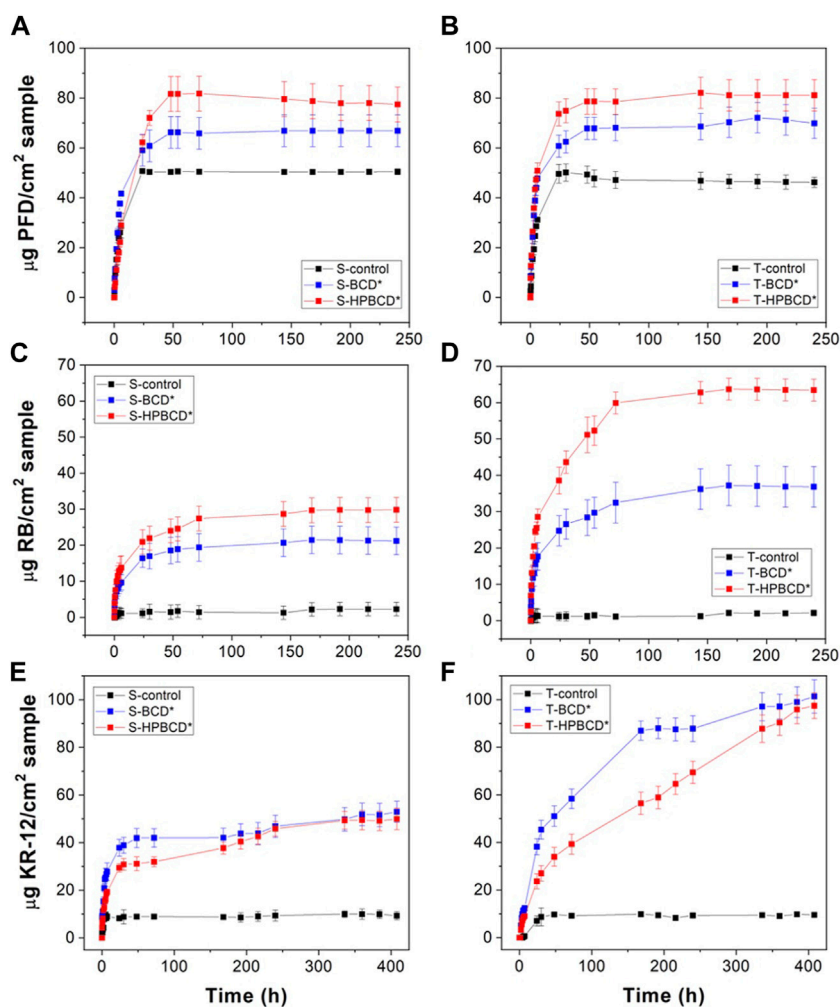 A
B
μg PFD/cm² sample
100
80
60
40
20
0
0 50 100 150 200 250
S-control
S-BCD*
S-HPBCD*
100
80
60
40
20
0
0 50 100 150 200 250
T-control
T-BCD*
T-HPBCD*
C
D
μg RB/cm² sample
70
60
50
40
30
20
10
0
0 50 100 150 200 250
S-control
S-BCD*
S-HPBCD*
70
60
50
40
30
20
10
0
0 50 100 150 200 250
T-control
T-BCD*
T-HPBCD*
E
F
μg KR-12/cm² sample
100
80
60
40
20
0
0 100 200 300 400
Time (h)
S-control
S-BCD*
S-HPBCD*
100
80
60
40
20
0
0 100 200 300 400
Time (h)
T-control
T-BCD*
T-HPBCD*